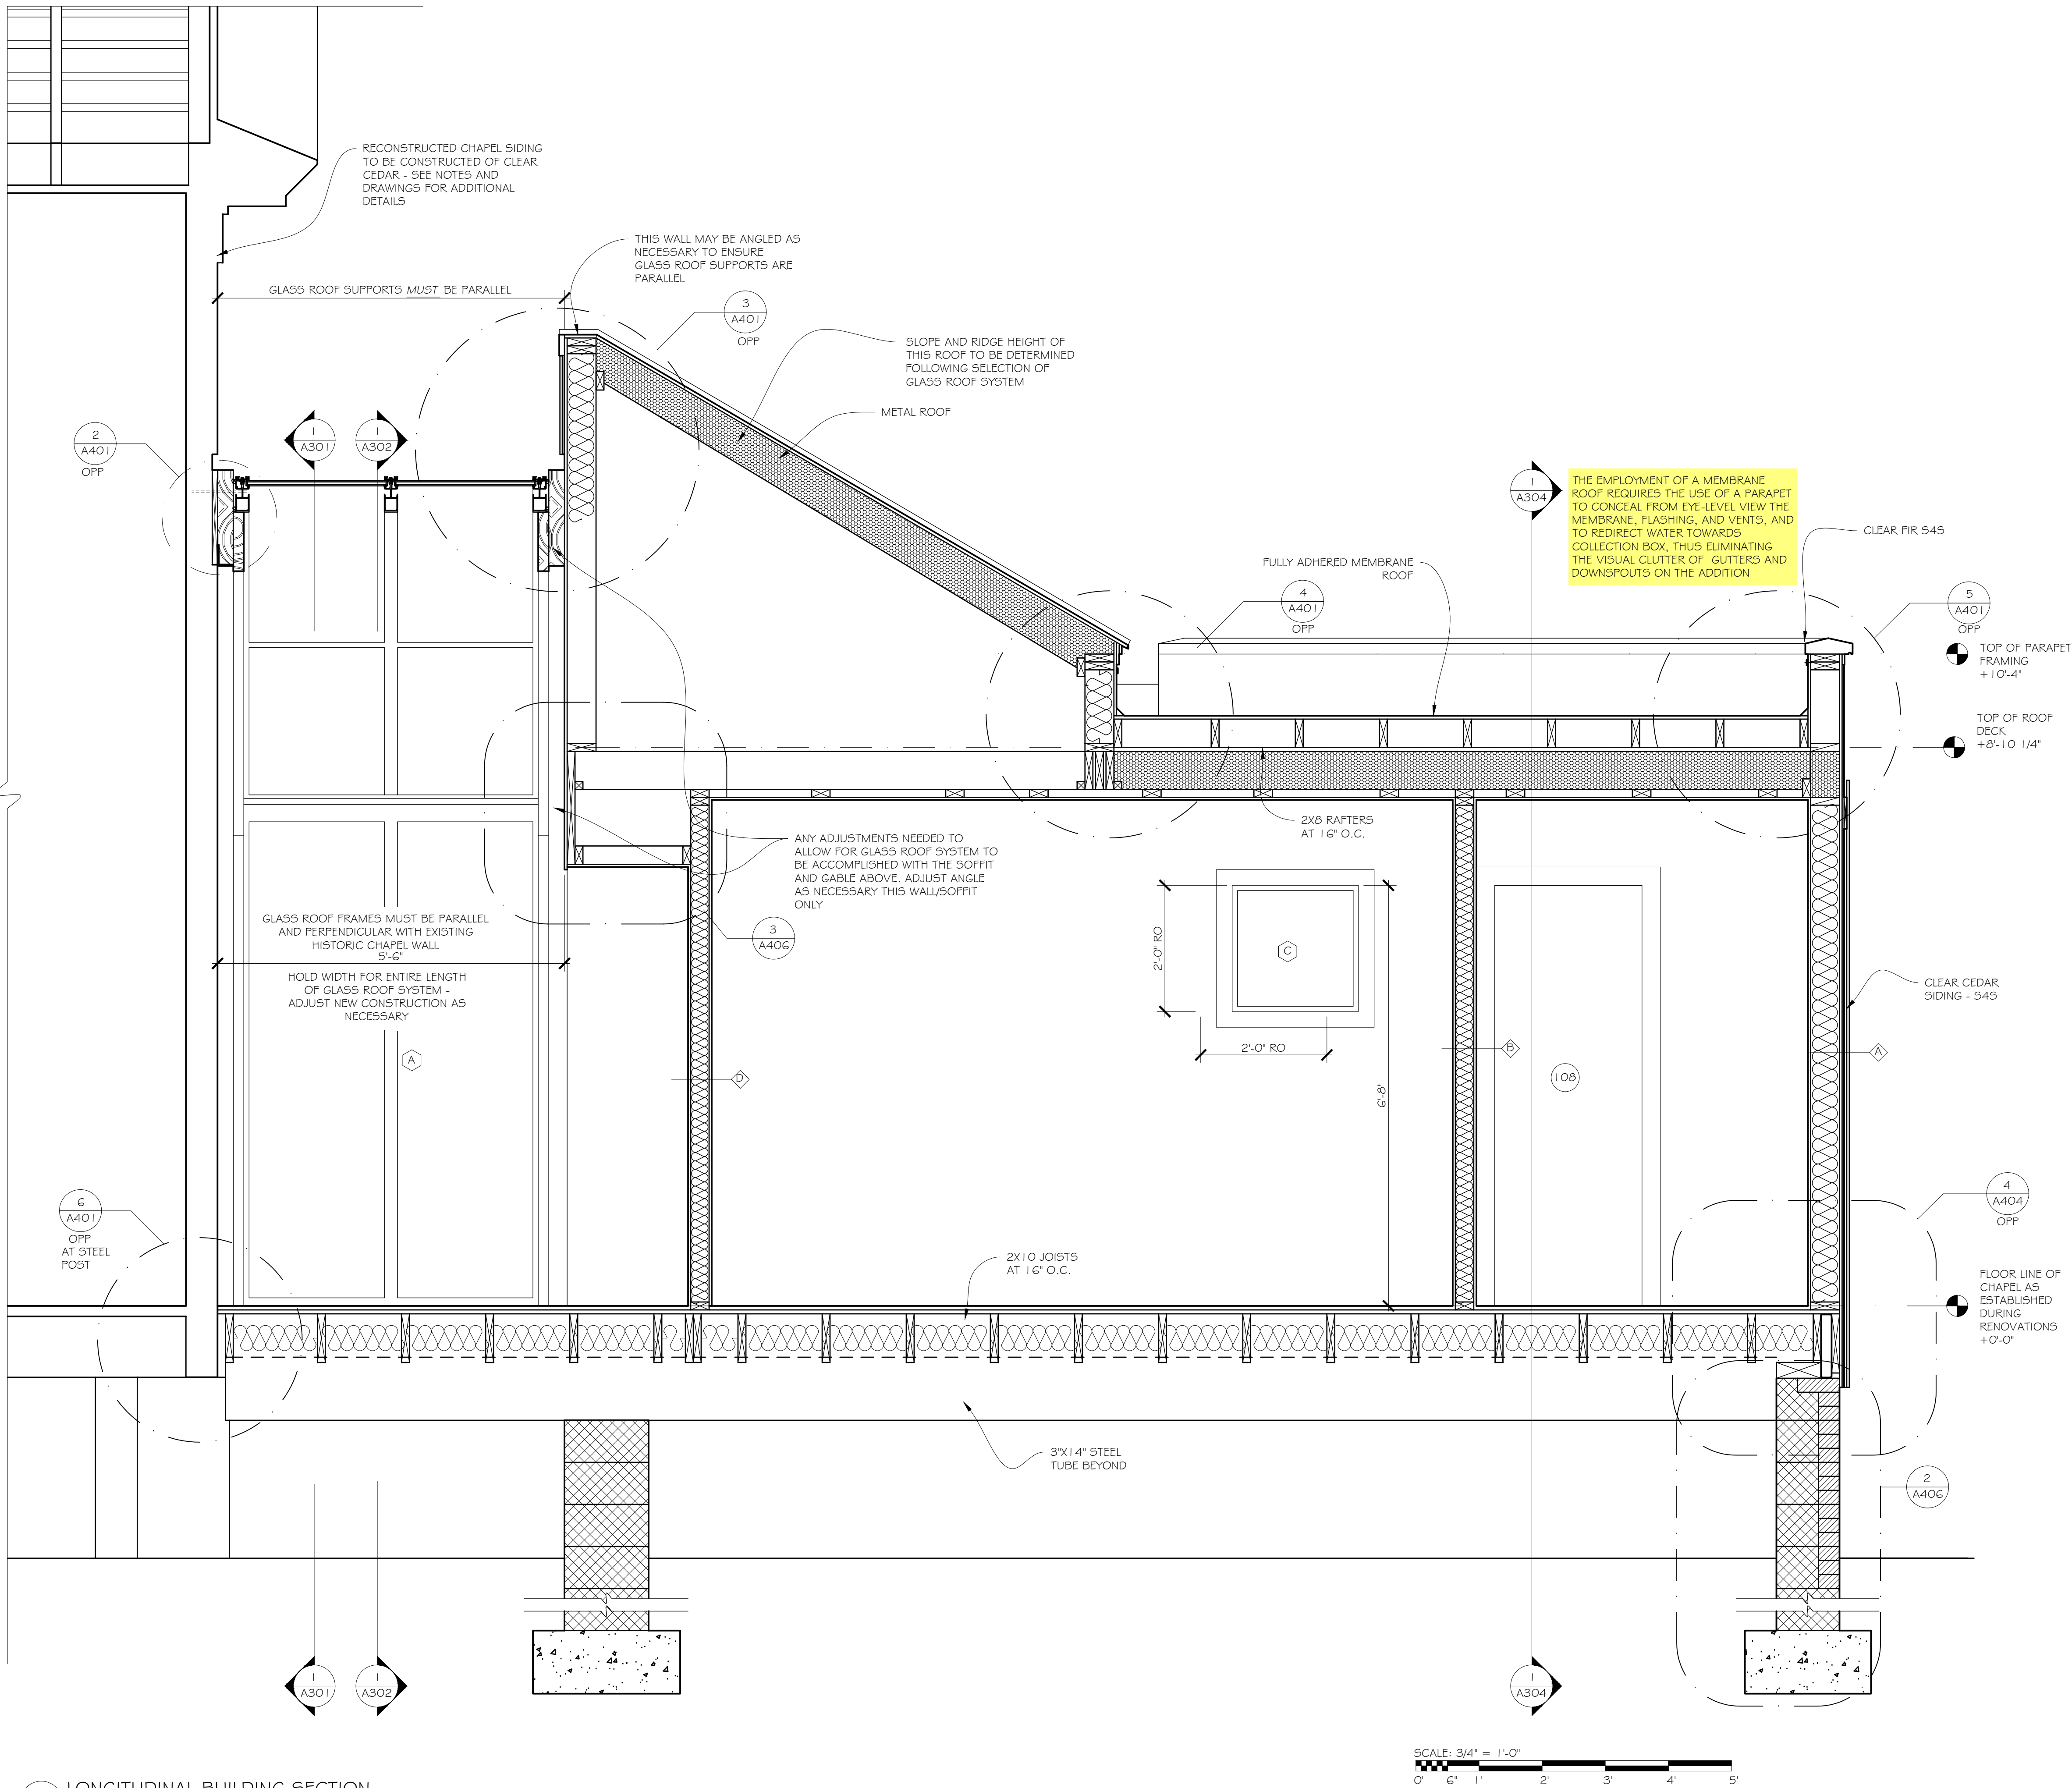 RECONSTRUCTED CHAPEL SIDING
TO BE CONSTRUCTED OF CLEAR
CEDAR - SEE NOTES AND
DRAWINGS FOR ADDITIONAL
DETAILS
THIS WALL MAY BE ANGLED AS
NECESSARY TO ENSURE
GLASS ROOF SUPPORTS ARE
PARALLEL
GLASS ROOF SUPPORTS MUST BE PARALLEL
3
A401
OPP
SLOPE AND RIDGE HEIGHT OF
THIS ROOF TO BE DETERMINED
FOLLOWING SELECTION OF
GLASS ROOF SYSTEM
METAL ROOF
2
A401
OPP
1
A301
1
A302
1
A304
THE EMPLOYMENT OF A MEMBRANE
ROOF REQUIRES THE USE OF A PARAPET
TO CONCEAL FROM EYE-LEVEL VIEW THE
MEMBRANE, FLASHING, AND VENTS, AND
TO REDIRECT WATER TOWARDS
COLLECTION BOX, THUS ELIMINATING
THE VISUAL CLUTTER OF GUTTERS AND
DOWNSPOUTS ON THE ADDITION
CLEAR FIR S4S
FULLY ADHERED MEMBRANE
ROOF
4
A401
OPP
5
A401
OPP
TOP OF PARAPET
FRAMING
+10'-4"
TOP OF ROOF
DECK
+8'-10 1/4"
2X8 RAFTERS
AT 16" O.C.
ANY ADJUSTMENTS NEEDED TO
ALLOW FOR GLASS ROOF SYSTEM TO
BE ACCOMPLISHED WITH THE SOFFIT
AND GABLE ABOVE. ADJUST ANGLE
AS NECESSARY THIS WALL/SOFFIT
ONLY
3
A406
GLASS ROOF FRAMES MUST BE PARALLEL
AND PERPENDICULAR WITH EXISTING
HISTORIC CHAPEL WALL
5'-6"
HOLD WIDTH FOR ENTIRE LENGTH
OF GLASS ROOF SYSTEM -
ADJUST NEW CONSTRUCTION AS
NECESSARY
A
2'-0" RO
C
2'-0" RO
6'-8"
CLEAR CEDAR
SIDING - S4S
D
B
A
108
6
A401
OPP
AT STEEL
POST
2X10 JOISTS
AT 16" O.C.
4
A404
OPP
FLOOR LINE OF
CHAPEL AS
ESTABLISHED
DURING
RENOVATIONS
+0'-0"
3"X14" STEEL
TUBE BEYOND
2
A406
1
A301
1
A302
1
A304
SCALE: 3/4" = 1'-0"
0' 6" 1' 2' 3' 4' 5'
LONGITUDINAL BUILDING SECTION